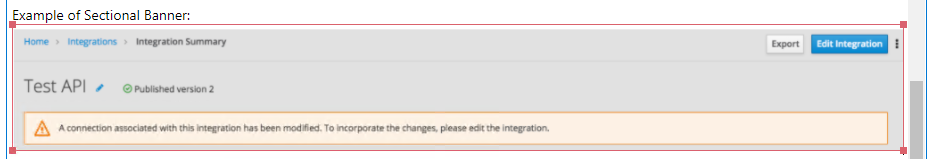 Example of Sectional Banner:
Home > Integrations > Integration Summary
Export
Edit Integration
Test API
Published version 2
A connection associated with this integration has been modified. To incorporate the changes, please edit the integration.